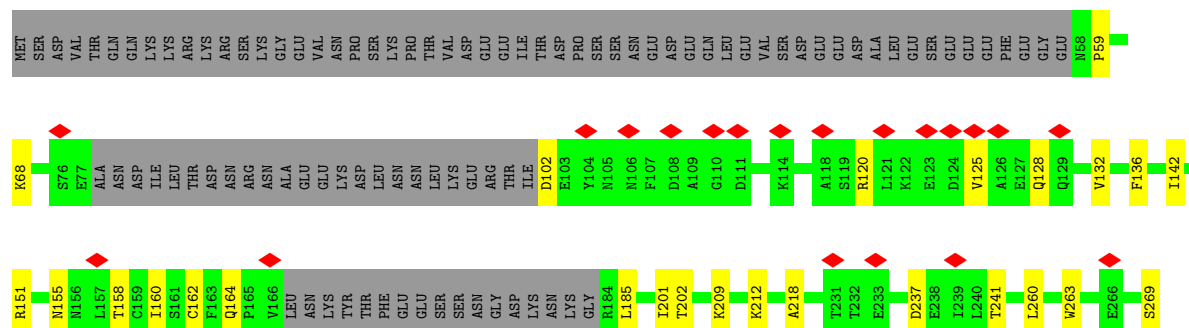 MET SER ASP VAL THR GLN GLN LYS LYS ARG LYS ARG SER LYS GLY GLU VAL ASN PRO SER LYS PRO THR VAL ASP GLU GLU ILE THR ASP PRO SER SER ASN GLU ASP GLU GLN LEU GLU VAL SER ASP GLU GLU ASP ALA LEU GLU SER GLU GLU GLU PHE GLU GLY GLU N58 P59
K68 S76 E77 ALA ASN ASP ILE LEU THR ASP ASN ARG ASN ALA GLU GLU LYS ASP LEU ASN ASN LEU LYS GLU ARG THR ILE D102 E103 Y104 N105 N106 F107 D108 A109 G110 D111 K114 A118 S119 R120 L121 K122 E123 D124 V125 A126 E127 Q128 Q129 V132 F136 I142
R151 N155 N156 L157 T158 C159 I160 S161 C162 F163 Q164 P165 V166 LEU ASN LYS TYR THR PHE GLU GLU SER SER ASN GLY ASP LYS ASN LYS GLY R184 L185 I201 T202 K209 K212 A218 T231 T232 E233 D237 E238 I239 L240 T241 L260 W263 E266 S269